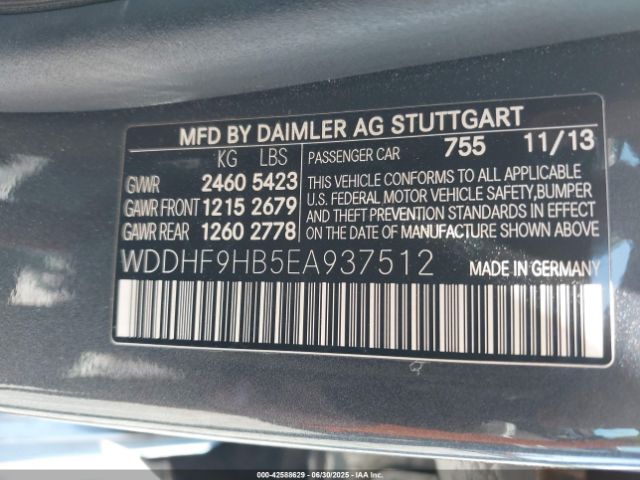 MFD BY DAIMLER AG STUTTGART
KG LBS
GVWR 2460 5423
GAWR FRONT 1215 2679
GAWR REAR 1260 2778
PASSENGER CAR 755 11/13
THIS VEHICLE CONFORMS TO ALL APPLICABLE
U.S. FEDERAL MOTOR VEHICLE SAFETY,BUMPER
AND THEFT PREVENTION STANDARDS IN EFFECT
ON THE DATE OF MANUFACTURE SHOWN ABOVE
WDDHF9HB5EA937512 MADE IN GERMANY
000-42588629 - 06/30/2025 - IAA Inc.